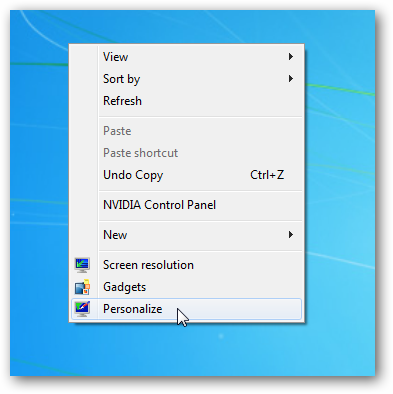 View
Sort by
Refresh
Paste
Paste shortcut
Undo Copy Ctrl+Z
NVIDIA Control Panel
New
Screen resolution
Gadgets
Personalize